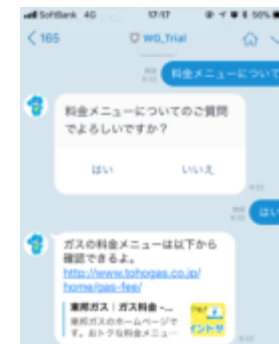 SoftBank 4G 17:17 56%
165 WO_Trial
料金メニューについて
料金メニューについてのご質問
でよろしいですか?
はい いいえ
はい
ガスの料金メニューは以下から
確認できるよ。
http://www.tohogas.co.jp/
home/gas-fee/
東邦ガス｜ガス料金 -...
東邦ガスのホームページで
す。おトクな料金メニュー